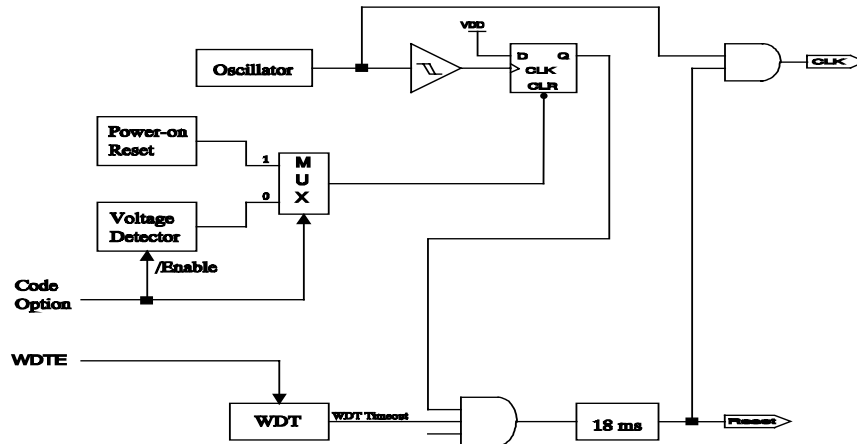 VDD
Oscillator
D Q
CLK
CLR
CLK
Power-on
Reset
1
M
U
X
0
Voltage
Detector
/Enable
Code
Option
WDTE
WDT
WDT Timeout
18 ms
Reset